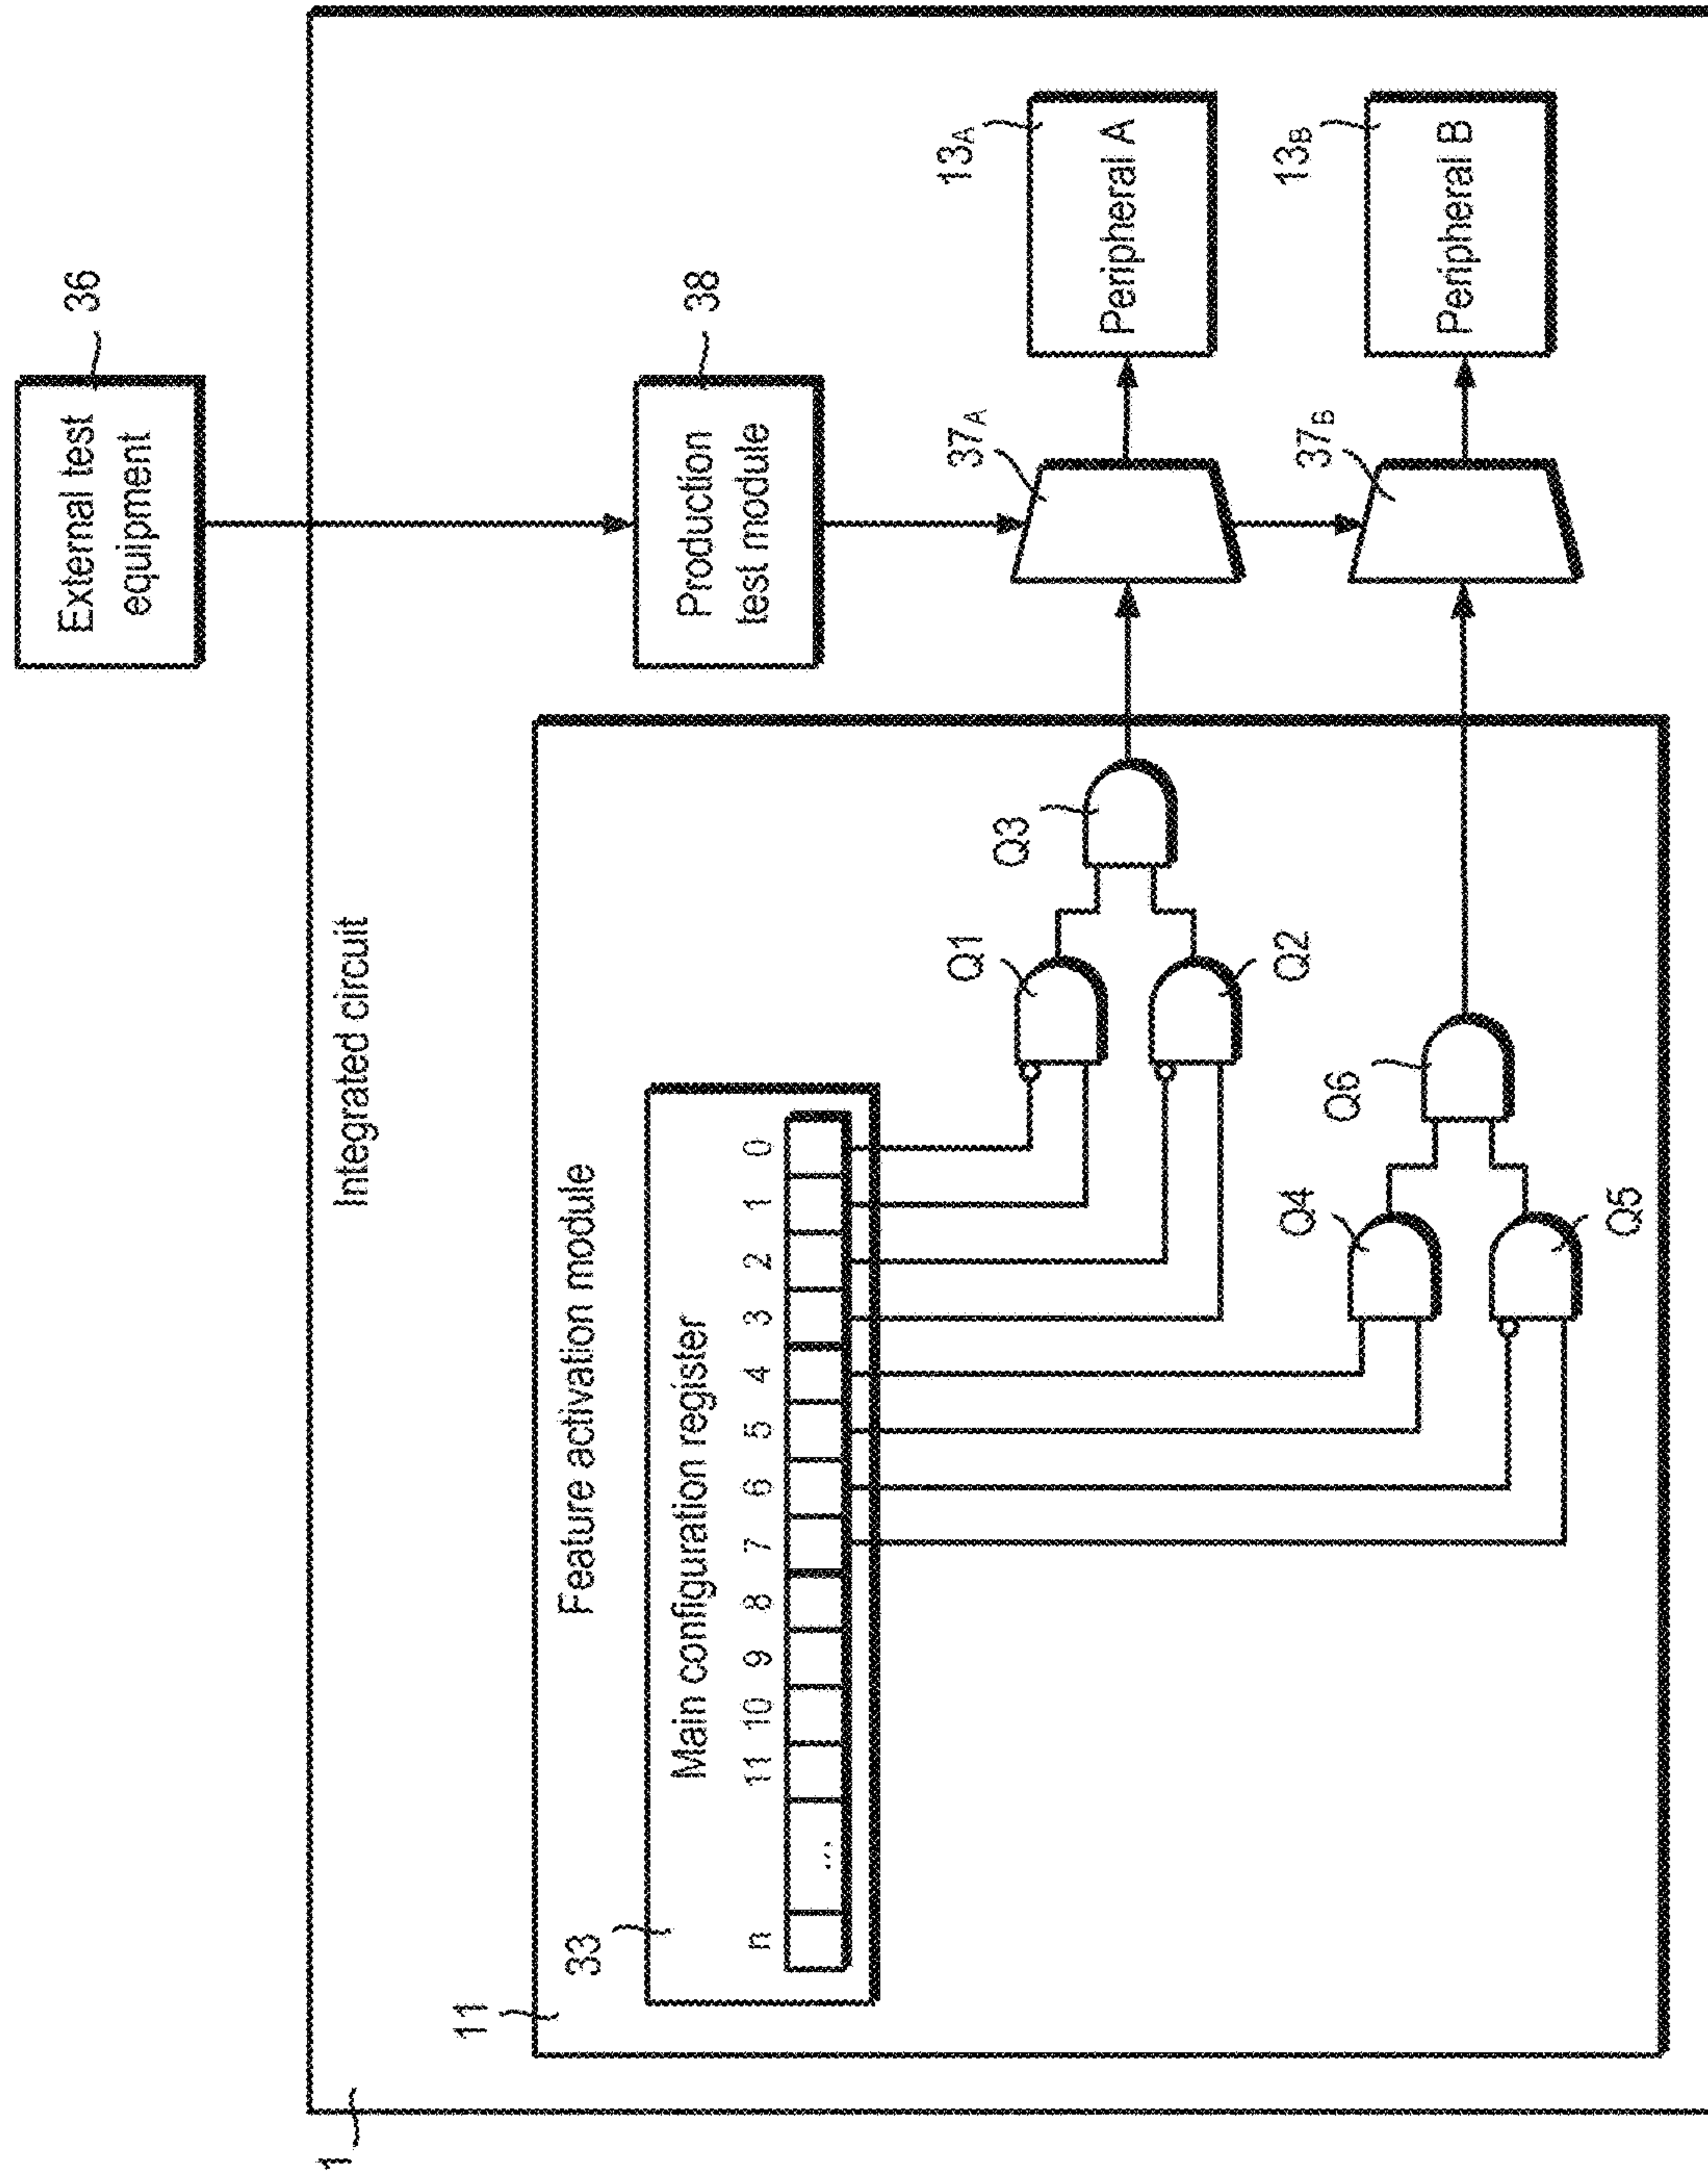 External test
equipment
36
Integrated circuit
1
Production
test module
38
Feature activation module
11
Main configuration register
33
n ... 11 10 9 8 7 6 5 4 3 2 1 0
Q1
Q2
Q3
Q4
Q5
Q6
37A
37B
Peripheral A
13A
Peripheral B
13B